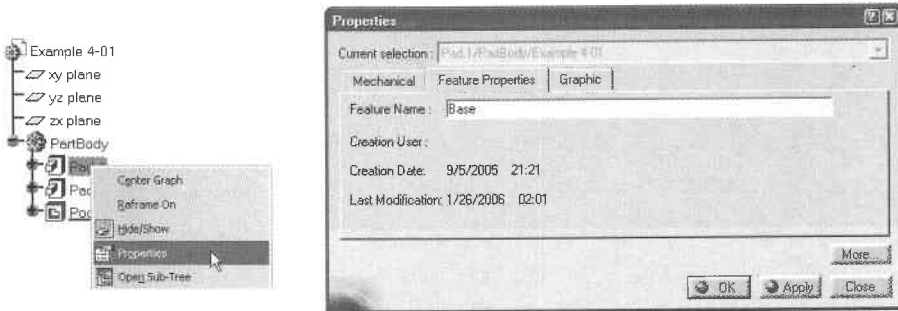 Example 4-01
xy plane
yz plane
zx plane
PartBody
Center Graph
Reframe On
Hide/Show
Properties
Open Sub-Tree
Properties
Current selection : Pad.1/PartBody/Example 4-01
Mechanical
Feature Properties
Graphic
Feature Name : Base
Creation User :
Creation Date: 9/5/2005 21:21
Last Modification: 1/26/2006 02:01
More...
OK
Apply
Close